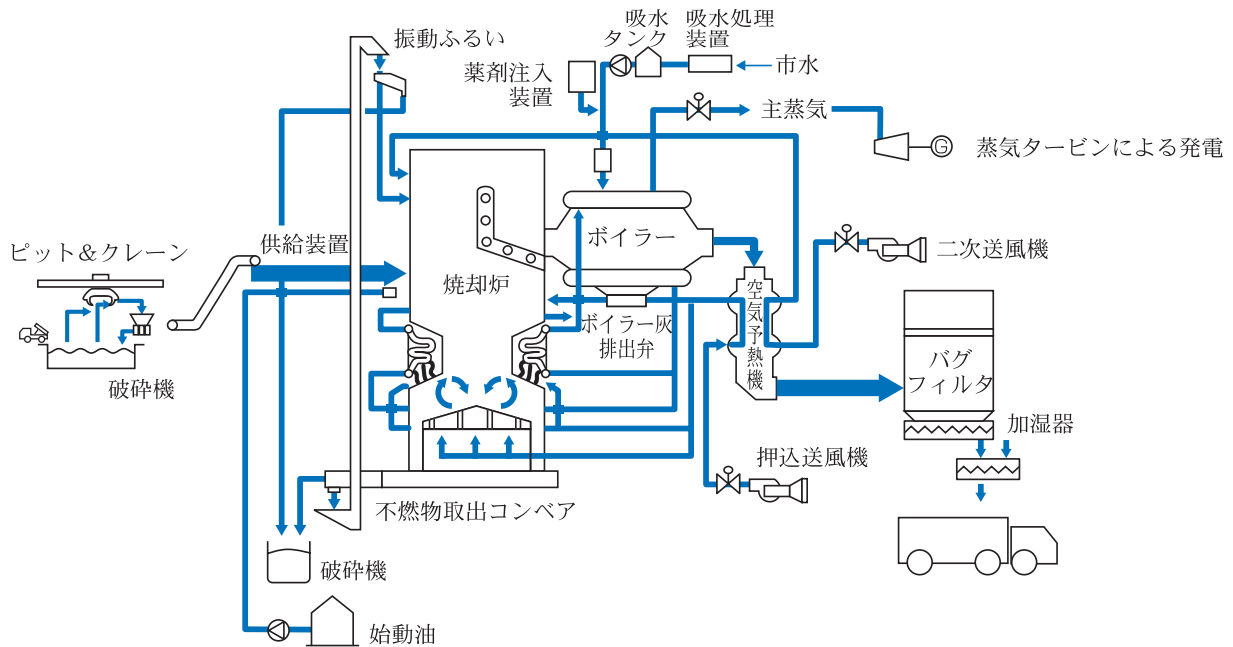 吸水
タンク
吸水処理
装置
振動ふるい
市水
薬剤注入
装置
主蒸気
G
蒸気タービンによる発電
ピット&クレーン
供給装置
ボイラー
二次送風機
焼却炉
空気予熱機
ボイラー灰
排出弁
バグ
フィルタ
破砕機
加湿器
押込送風機
不燃物取出コンベア
破砕機
始動油